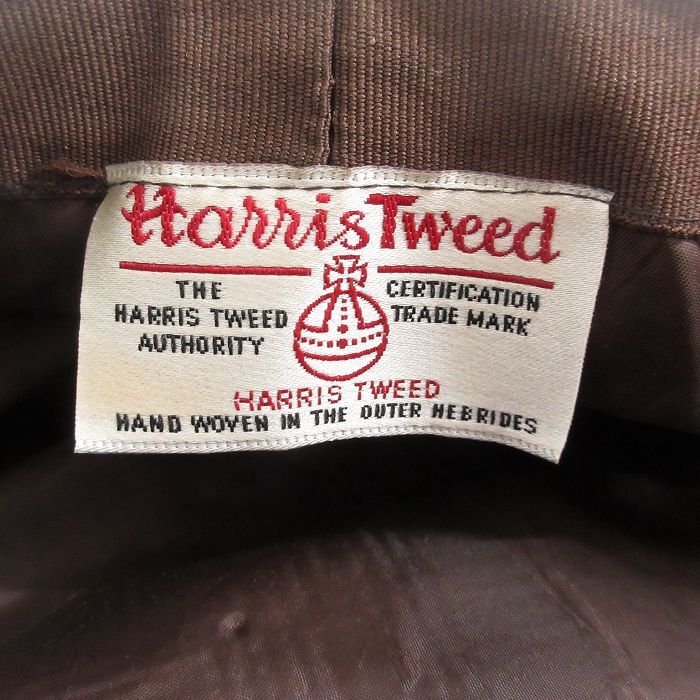 Harris Tweed
THE
HARRIS TWEED
AUTHORITY
CERTIFICATION
TRADE MARK
HARRIS TWEED
HAND WOVEN IN THE OUTER HEBRIDES